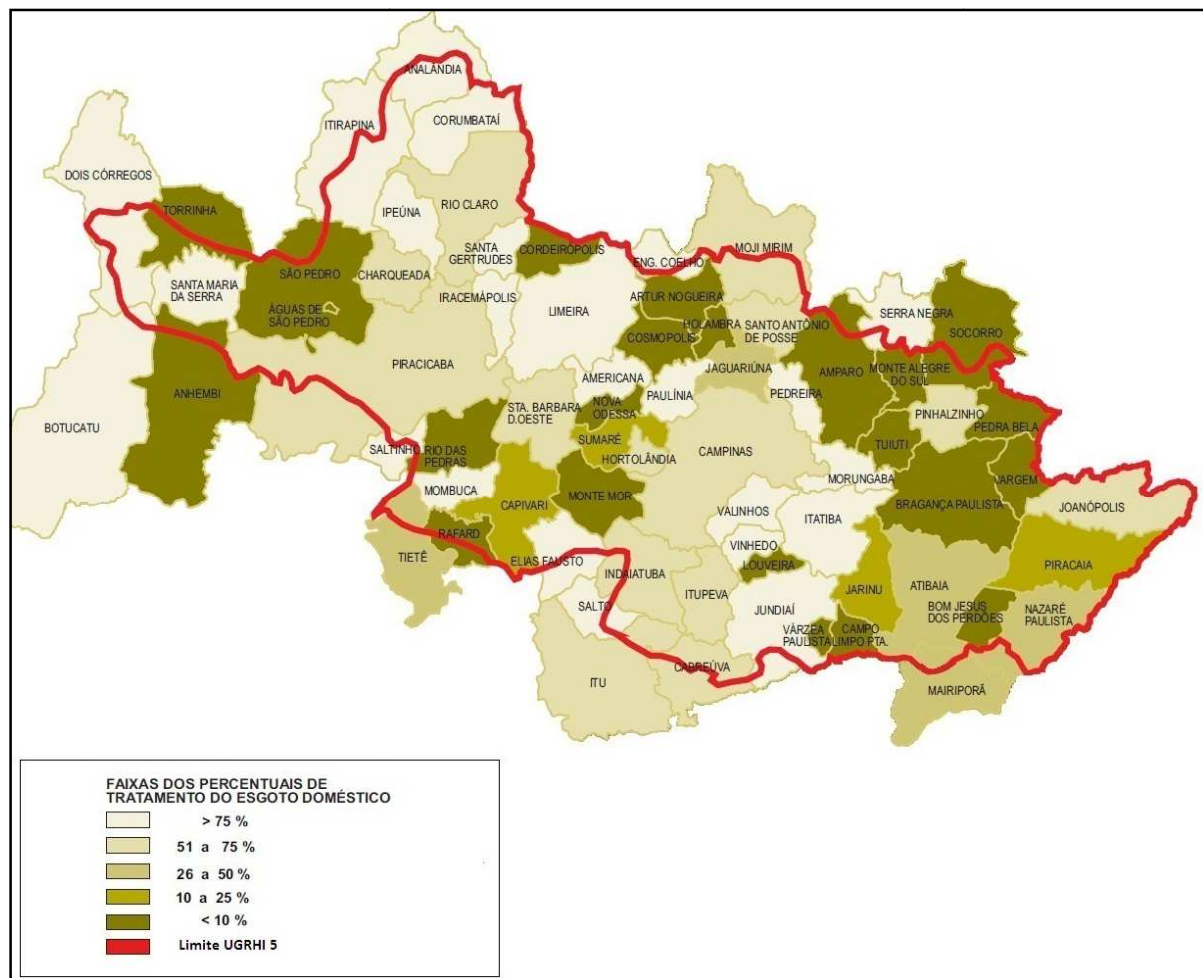 ANALÂNDIA
ITIRAPINA
CORUMBATAÍ
DOIS CÓRREGOS
TORRINHA
IPEÚNA
RIO CLARO
SANTA
GERTRUDES
CORDEIRÓPOLIS
ENG. COELHO
MOJI MIRIM
SANTA MARIA
DA SERRA
SÃO PEDRO
CHARQUEADA
IRACEMÁPOLIS
LIMEIRA
ARTUR NOGUEIRA
HOLAMBRA
SERRA NEGRA
SOCORRO
ÁGUAS DE
SÃO PEDRO
COSMOPOLIS
SANTO ANTÔNIO
DE POSSE
PIRACICABA
JAGUARIÚNA
AMPARO
MONTE ALEGRE
DO SUL
ANHEMBI
AMERICANA
PAULÍNIA
PEDREIRA
PINHALZINHO
BOTUCATU
STA. BARBARA
D.OESTE
NOVA
ODESSA
PEDRA BELA
SALTINHO
RIO DAS
PEDRAS
SUMARÉ
HORTOLÂNDIA
CAMPINAS
TUIUTI
MOMBUCA
CAPIVARI
MONTE MOR
MORUNGABA
VARGEM
BRAGANÇA PAULISTA
JOANÓPOLIS
VALINHOS
ITATIBA
RAFARD
ELIAS FAUSTO
VINHEDO
TIETÊ
LOUVEIRA
PIRACAIA
INDAIATUBA
ITUPEVA
JARINU
ATIBAIA
SALTO
JUNDIAÍ
BOM JESUS
DOS PERDÕES
NAZARÉ
PAULISTA
VÁRZEA
PAULISTA
CAMPO
LIMPO PTA.
CABREÚVA
ITU
MAIRIPORÃ
FAIXAS DOS PERCENTUAIS DE
TRATAMENTO DO ESGOTO DOMÉSTICO
> 75 %
51 a 75 %
26 a 50 %
10 a 25 %
< 10 %
Limite UGRHI 5